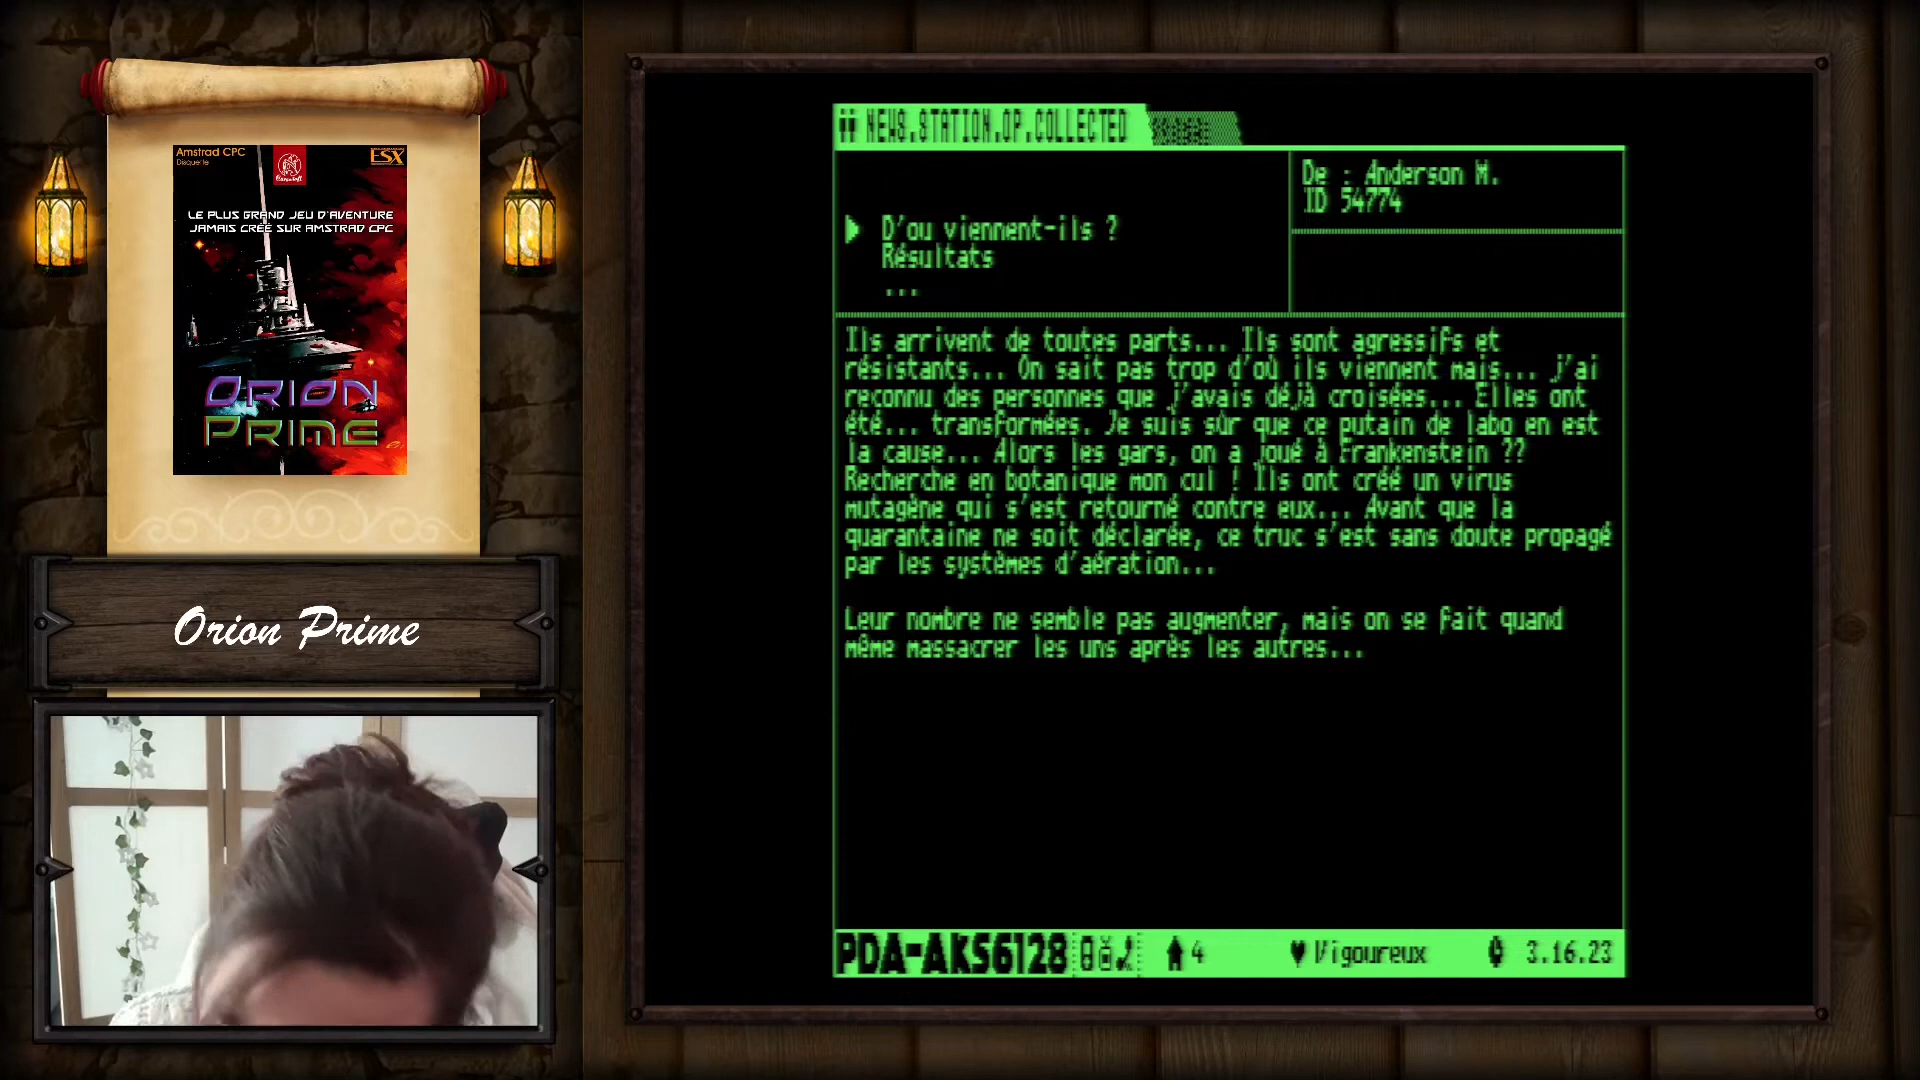 Amstrad CPC
Disquette
ESX
LE PLUS GRAND JEU D'AVENTURE
JAMAIS CRÉÉ SUR AMSTRAD CPC
ORION
PRIME
Orion Prime
NEWS.STATION.OP.COLLECTED
De : Anderson M.
ID 54774
D'ou viennent-ils ?
Résultats
...
Ils arrivent de toutes parts... Ils sont agressifs et
résistants... On sait pas trop d'où ils viennent mais... j'ai
reconnu des personnes que j'avais déjà croisées... Elles ont
été... transformées. Je suis sûr que ce putain de labo en est
la cause... Alors les gars, on a joué à Frankenstein ??
Recherche en botanique mon cul ! Ils ont créé un virus
mutagène qui s'est retourné contre eux... Avant que la
quarantaine ne soit déclarée, ce truc s'est sans doute propagé
par les systèmes d'aération...
Leur nombre ne semble pas augmenter, mais on se fait quand
même massacrer les uns après les autres...
PDA-AKS6128
4
Vigoureux
3.16.23